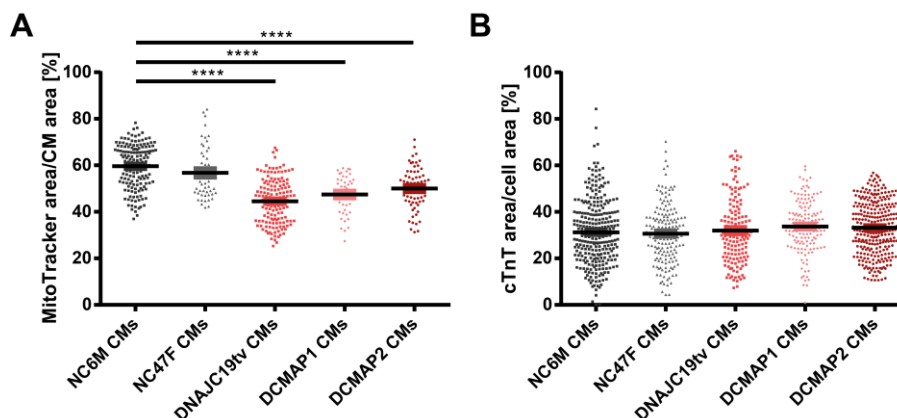 A
****
****
****
MitoTracker area/CM area [%]
100
80
60
40
20
0
NC6M CMs
NC47F CMs
DNAJC19tv CMs
DCMAP1 CMs
DCMAP2 CMs
B
cTnT area/cell area [%]
100
80
60
40
20
0
NC6M CMs
NC47F CMs
DNAJC19tv CMs
DCMAP1 CMs
DCMAP2 CMs